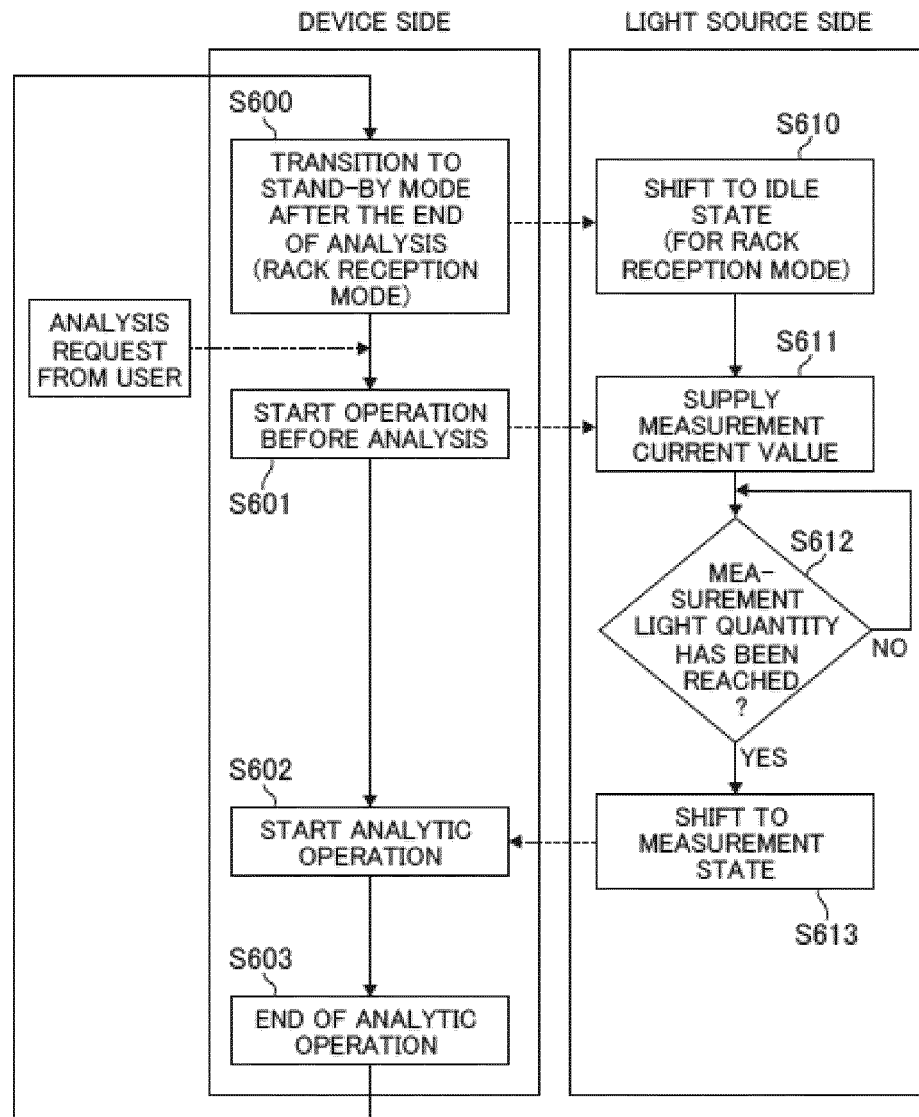 DEVICE SIDE
LIGHT SOURCE SIDE
S600
TRANSITION TO
STAND-BY MODE
AFTER THE END
OF ANALYSIS
(RACK RECEPTION
MODE)
S610
SHIFT TO IDLE
STATE
(FOR RACK
RECEPTION MODE)
ANALYSIS
REQUEST
FROM USER
START OPERATION
BEFORE ANALYSIS
S601
S611
SUPPLY
MEASUREMENT
CURRENT VALUE
S612
MEA-
SUREMENT
LIGHT QUANTITY
HAS BEEN
REACHED
?
NO
YES
S602
START ANALYTIC
OPERATION
SHIFT TO
MEASUREMENT
STATE
S613
S603
END OF ANALYTIC
OPERATION